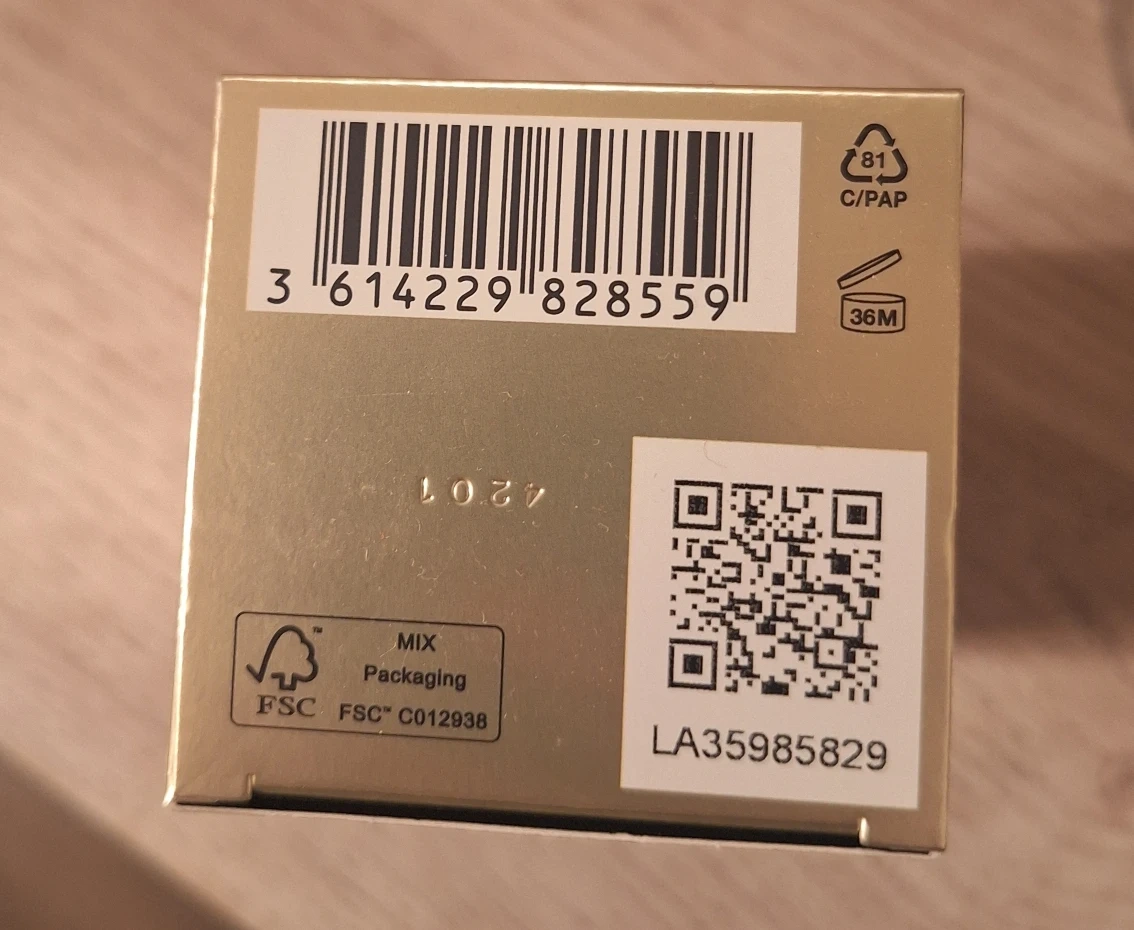 3 614229 828559
81
C/PAP
36M
4201
MIX
Packaging
FSC™ C012938
FSC
LA35985829